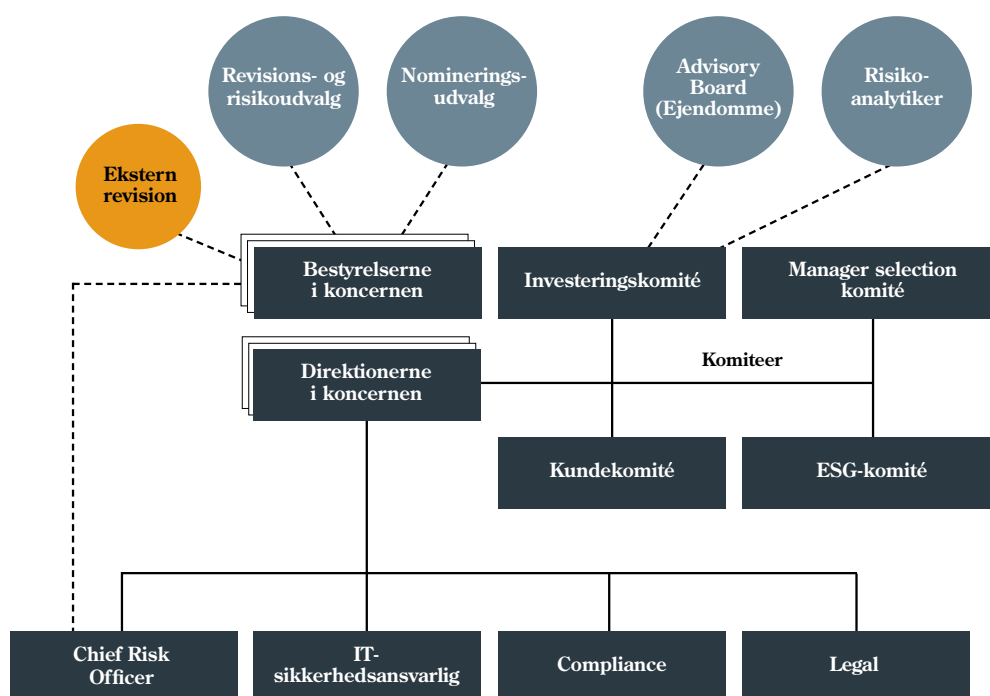 Revisions- og
risikoudvalg
Nominerings-
udvalg
Advisory
Board
(Ejendomme)
Risiko-
analytiker
Ekstern
revision
Bestyrelserne
i koncernen
Investeringskomité
Manager selection
komité
Direktionerne
i koncernen
Komiteer
Kundekomité
ESG-komité
Chief Risk
Officer
IT-
sikkerhedsansvarlig
Compliance
Legal